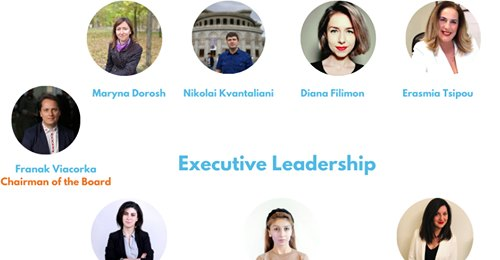 Maryna Dorosh
Nikolai Kvantaliani
Diana Filimon
Erasmia Tsipou
Franak Viacorka
Chairman of the Board
Executive Leadership